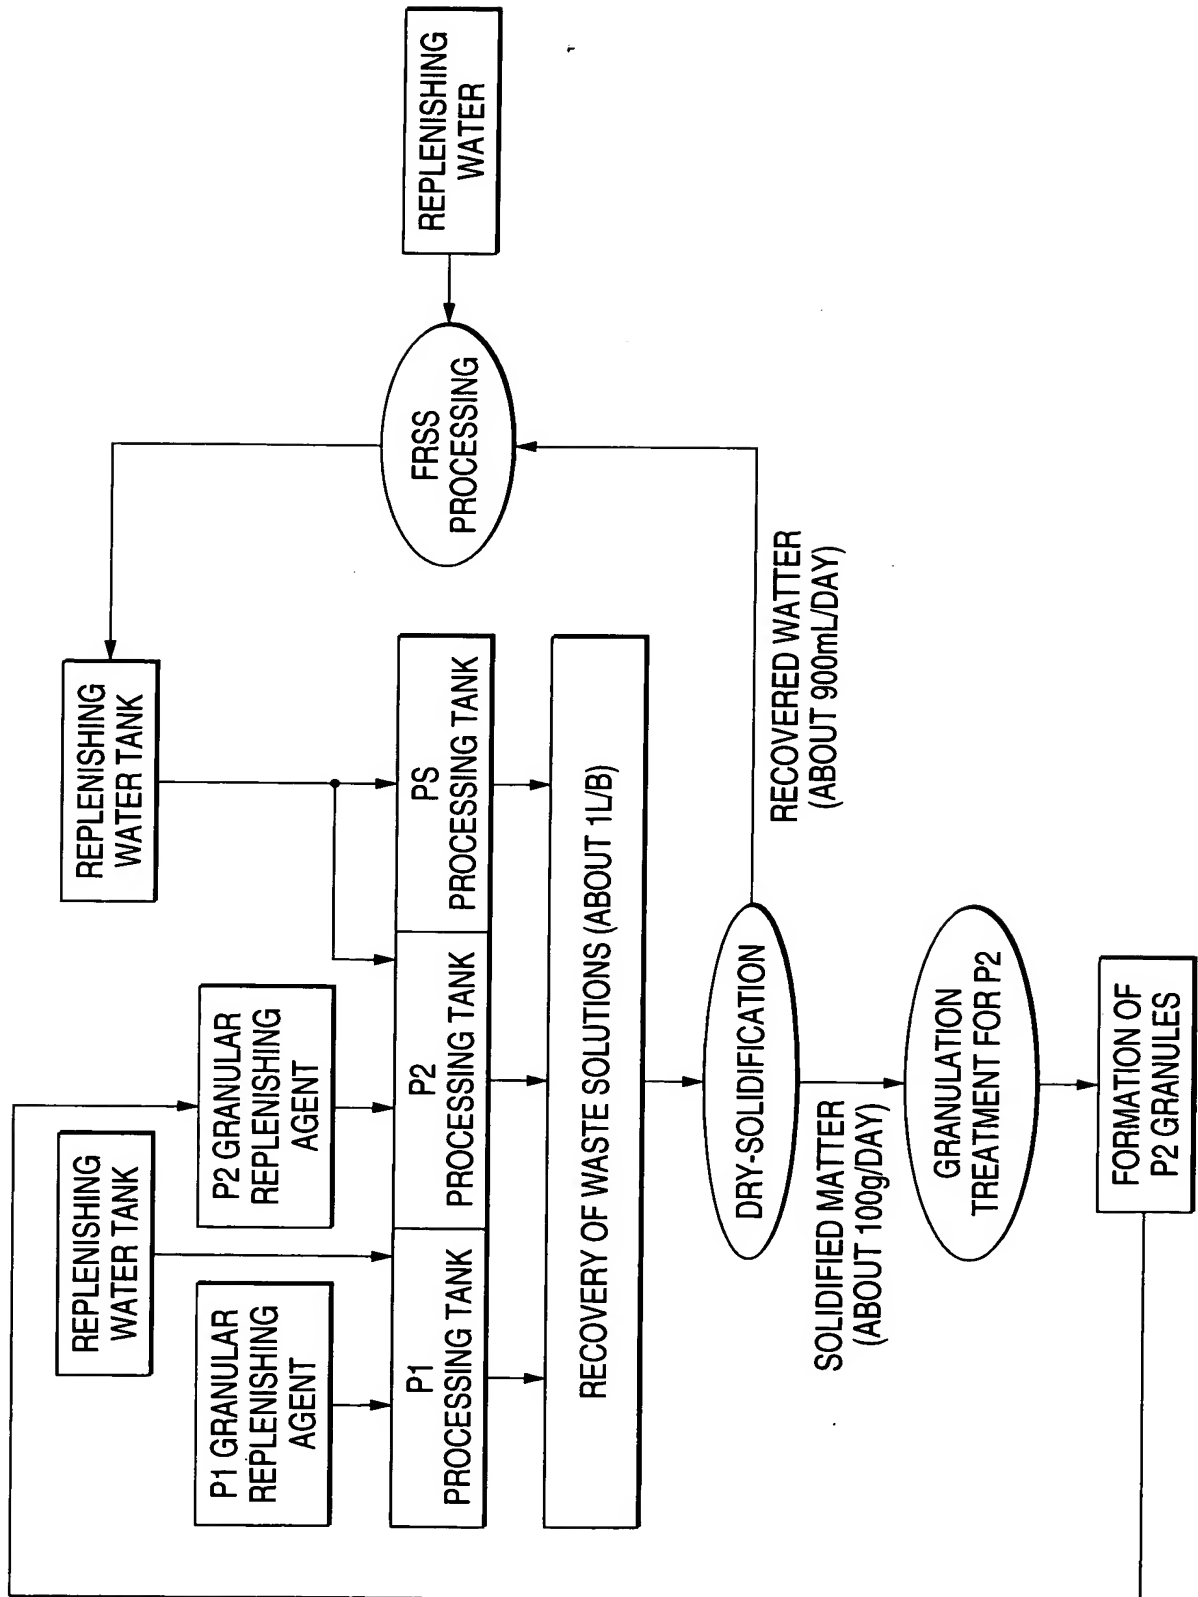 REPLENISHING
WATER TANK
P1 GRANULAR
REPLENISHING
AGENT
P2 GRANULAR
REPLENISHING
AGENT
REPLENISHING
WATER TANK
REPLENISHING
WATER
FRSS
PROCESSING
P1
PROCESSING TANK
P2
PROCESSING TANK
PS
PROCESSING TANK
RECOVERY OF WASTE SOLUTIONS (ABOUT 1L/B)
DRY-SOLIDIFICATION
RECOVERED WATTER
(ABOUT 900mL/DAY)
SOLIDIFIED MATTER
(ABOUT 100g/DAY)
GRANULATION
TREATMENT FOR P2
FORMATION OF
P2 GRANULES